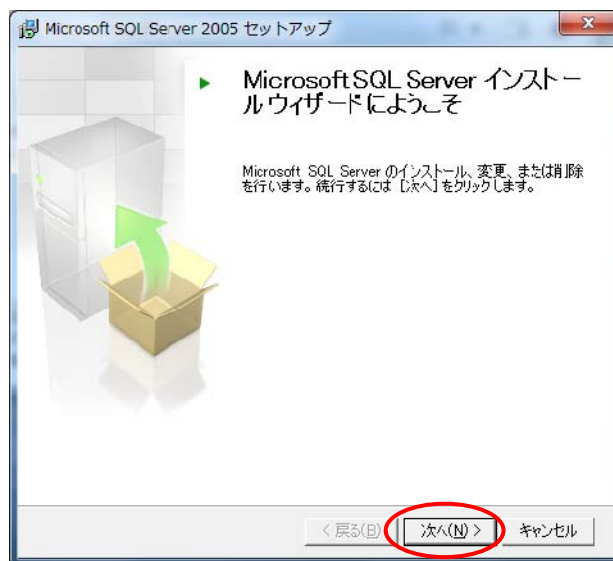 Microsoft SQL Server 2005 セットアップ
Microsoft SQL Server インストー
ル ウィザードにようこそ
Microsoft SQL Server のインストール、変更、または削除
を行います。続行するには [次へ] をクリックします。
< 戻る(B)
次へ(N) >
キャンセル